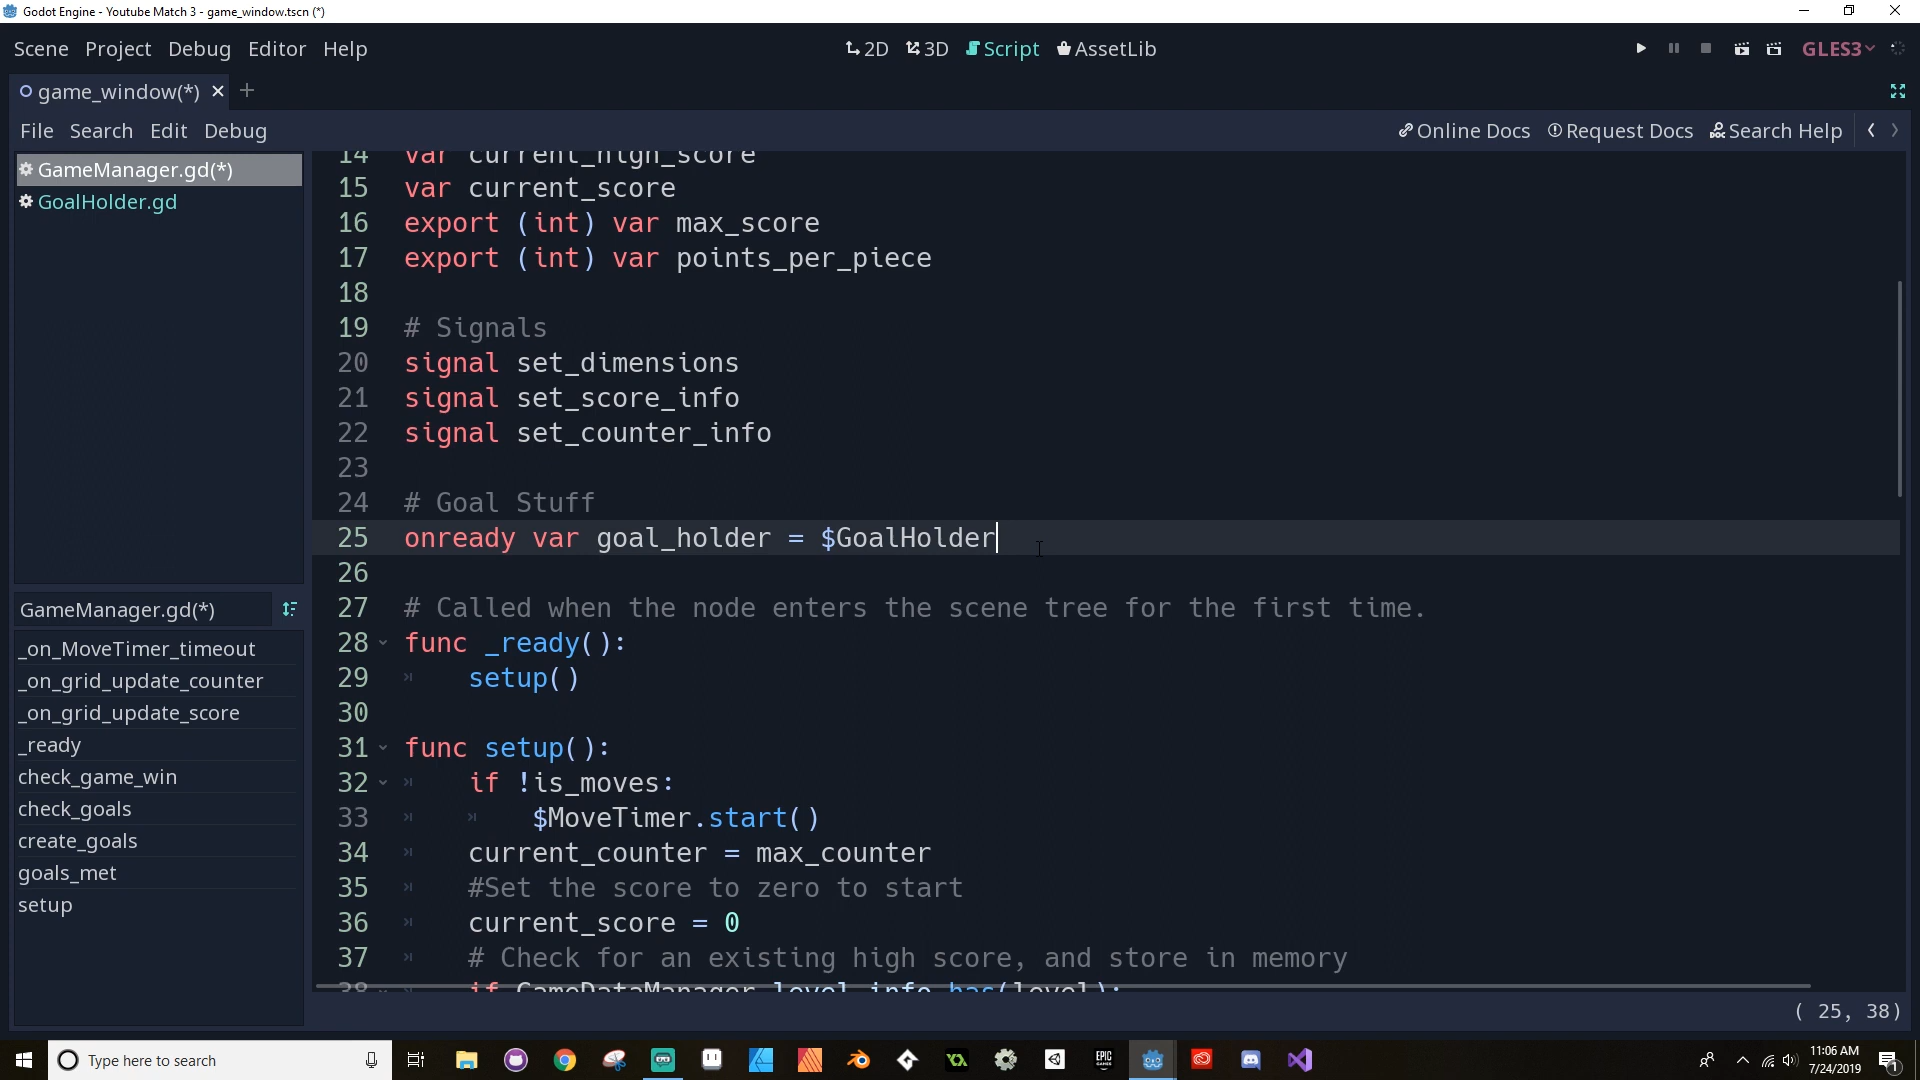 Godot Engine - Youtube Match 3 - game_window.tscn (*)
Scene Project Debug Editor Help
2D 3D Script AssetLib
GLES3
game_window(*)
File Search Edit Debug
Online Docs Request Docs Search Help
GameManager.gd(*)
GoalHolder.gd
GameManager.gd(*)
_on_MoveTimer_timeout
_on_grid_update_counter
_on_grid_update_score
_ready
check_game_win
check_goals
create_goals
goals_met
setup
14 var current_high_score
15 var current_score
16 export (int) var max_score
17 export (int) var points_per_piece
18
19 # Signals
20 signal set_dimensions
21 signal set_score_info
22 signal set_counter_info
23
24 # Goal Stuff
25 onready var goal_holder = $GoalHolder
26
27 # Called when the node enters the scene tree for the first time.
28 func _ready():
29 setup()
30
31 func setup():
32 if !is_moves:
33 $MoveTimer.start()
34 current_counter = max_counter
35 #Set the score to zero to start
36 current_score = 0
37 # Check for an existing high score, and store in memory
38 if GameDataManager.level_info.has(level):
( 25, 38)
Type here to search
11:06 AM
7/24/2019